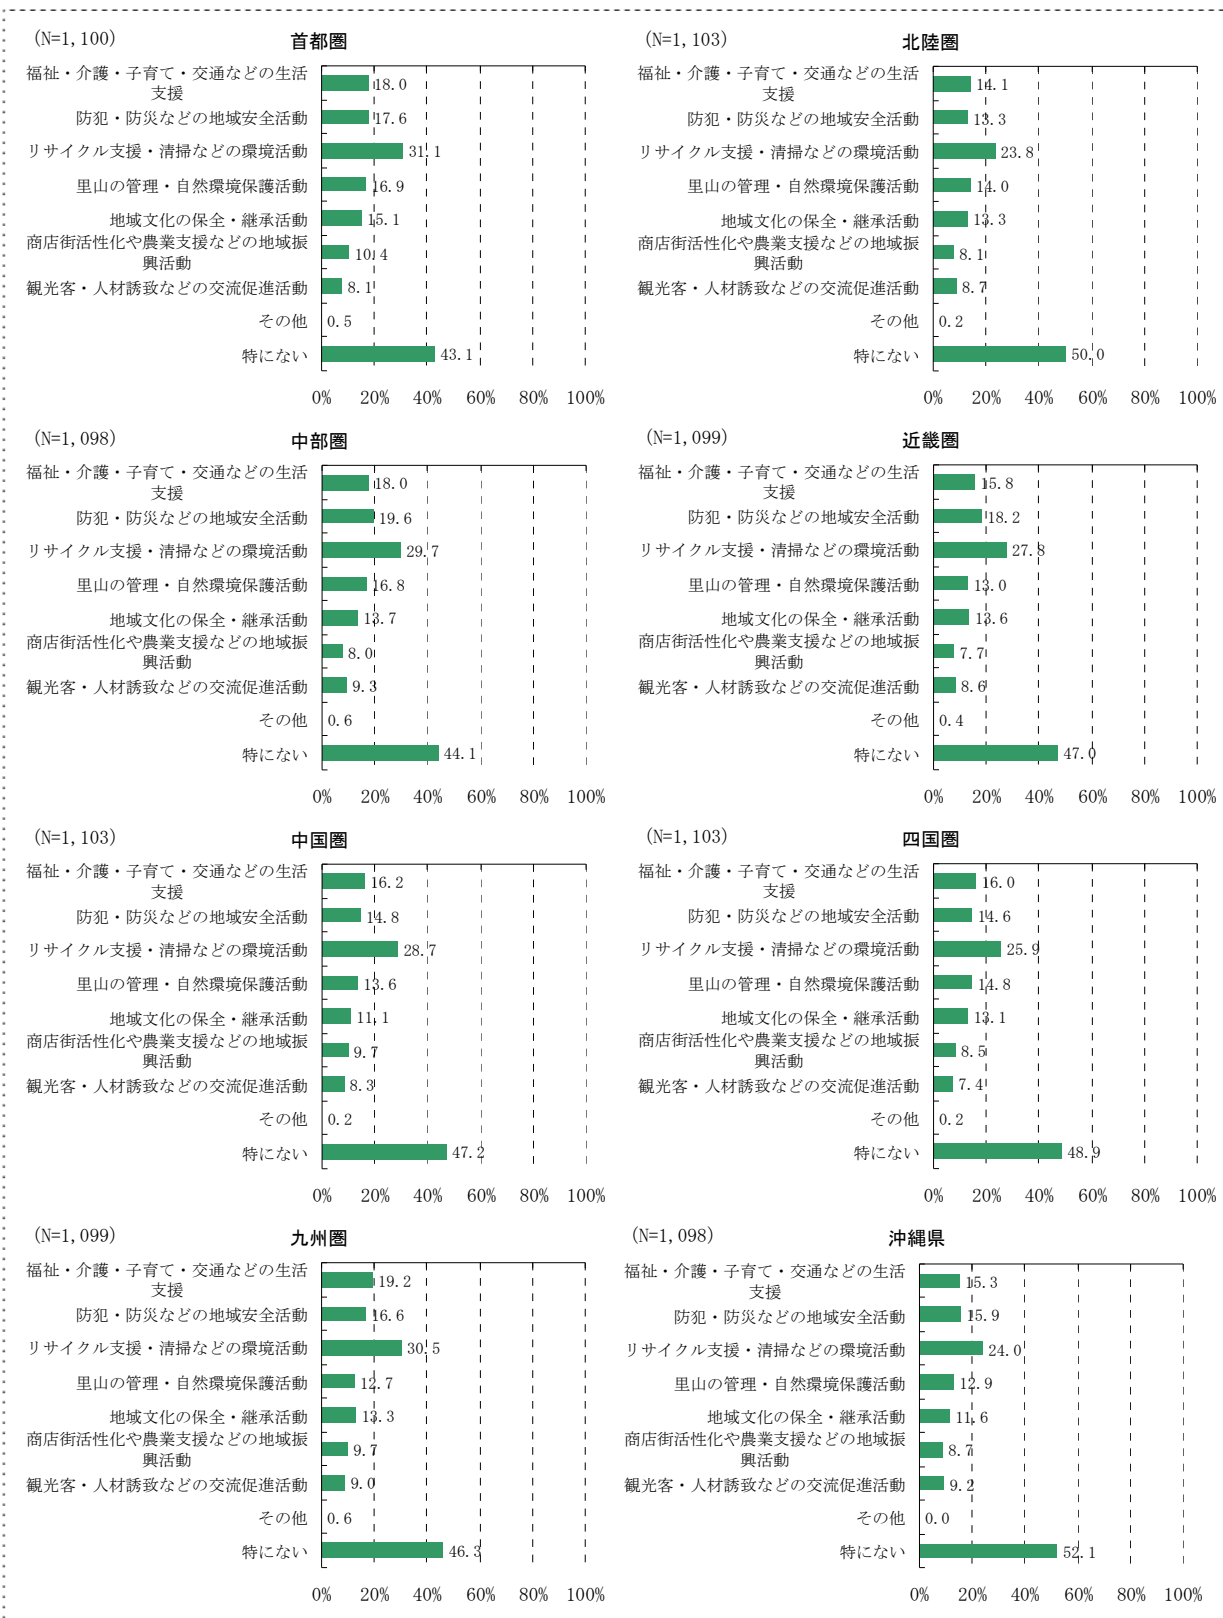 (N=1,100)
首都圏
福祉・介護・子育て・交通などの生活
支援
18.0
防犯・防災などの地域安全活動
17.6
リサイクル支援・清掃などの環境活動
31.1
里山の管理・自然環境保護活動
16.9
地域文化の保全・継承活動
15.1
商店街活性化や農業支援などの地域振
興活動
10.4
観光客・人材誘致などの交流促進活動
8.1
その他
0.5
特にない
43.1
0% 20% 40% 60% 80% 100%
(N=1,103)
北陸圏
福祉・介護・子育て・交通などの生活
支援
14.1
防犯・防災などの地域安全活動
13.3
リサイクル支援・清掃などの環境活動
23.8
里山の管理・自然環境保護活動
14.0
地域文化の保全・継承活動
13.3
商店街活性化や農業支援などの地域振
興活動
8.1
観光客・人材誘致などの交流促進活動
8.7
その他
0.2
特にない
50.0
0% 20% 40% 60% 80% 100%
(N=1,098)
中部圏
福祉・介護・子育て・交通などの生活
支援
18.0
防犯・防災などの地域安全活動
19.6
リサイクル支援・清掃などの環境活動
29.7
里山の管理・自然環境保護活動
16.8
地域文化の保全・継承活動
13.7
商店街活性化や農業支援などの地域振
興活動
8.0
観光客・人材誘致などの交流促進活動
9.3
その他
0.6
特にない
44.1
0% 20% 40% 60% 80% 100%
(N=1,099)
近畿圏
福祉・介護・子育て・交通などの生活
支援
15.8
防犯・防災などの地域安全活動
18.2
リサイクル支援・清掃などの環境活動
27.8
里山の管理・自然環境保護活動
13.0
地域文化の保全・継承活動
13.6
商店街活性化や農業支援などの地域振
興活動
7.7
観光客・人材誘致などの交流促進活動
8.6
その他
0.4
特にない
47.0
0% 20% 40% 60% 80% 100%
(N=1,103)
中国圏
福祉・介護・子育て・交通などの生活
支援
16.2
防犯・防災などの地域安全活動
14.8
リサイクル支援・清掃などの環境活動
28.7
里山の管理・自然環境保護活動
13.6
地域文化の保全・継承活動
11.1
商店街活性化や農業支援などの地域振
興活動
9.7
観光客・人材誘致などの交流促進活動
8.3
その他
0.2
特にない
47.2
0% 20% 40% 60% 80% 100%
(N=1,103)
四国圏
福祉・介護・子育て・交通などの生活
支援
16.0
防犯・防災などの地域安全活動
14.6
リサイクル支援・清掃などの環境活動
25.9
里山の管理・自然環境保護活動
14.8
地域文化の保全・継承活動
13.1
商店街活性化や農業支援などの地域振
興活動
8.5
観光客・人材誘致などの交流促進活動
7.4
その他
0.2
特にない
48.9
0% 20% 40% 60% 80% 100%
(N=1,099)
九州圏
福祉・介護・子育て・交通などの生活
支援
19.2
防犯・防災などの地域安全活動
16.6
リサイクル支援・清掃などの環境活動
30.5
里山の管理・自然環境保護活動
12.7
地域文化の保全・継承活動
13.3
商店街活性化や農業支援などの地域振
興活動
9.7
観光客・人材誘致などの交流促進活動
9.0
その他
0.6
特にない
46.3
0% 20% 40% 60% 80% 100%
(N=1,098)
沖縄県
福祉・介護・子育て・交通などの生活
支援
15.3
防犯・防災などの地域安全活動
15.9
リサイクル支援・清掃などの環境活動
24.0
里山の管理・自然環境保護活動
12.9
地域文化の保全・継承活動
11.6
商店街活性化や農業支援などの地域振
興活動
8.7
観光客・人材誘致などの交流促進活動
9.2
その他
0.0
特にない
52.1
0% 20% 40% 60% 80% 100%